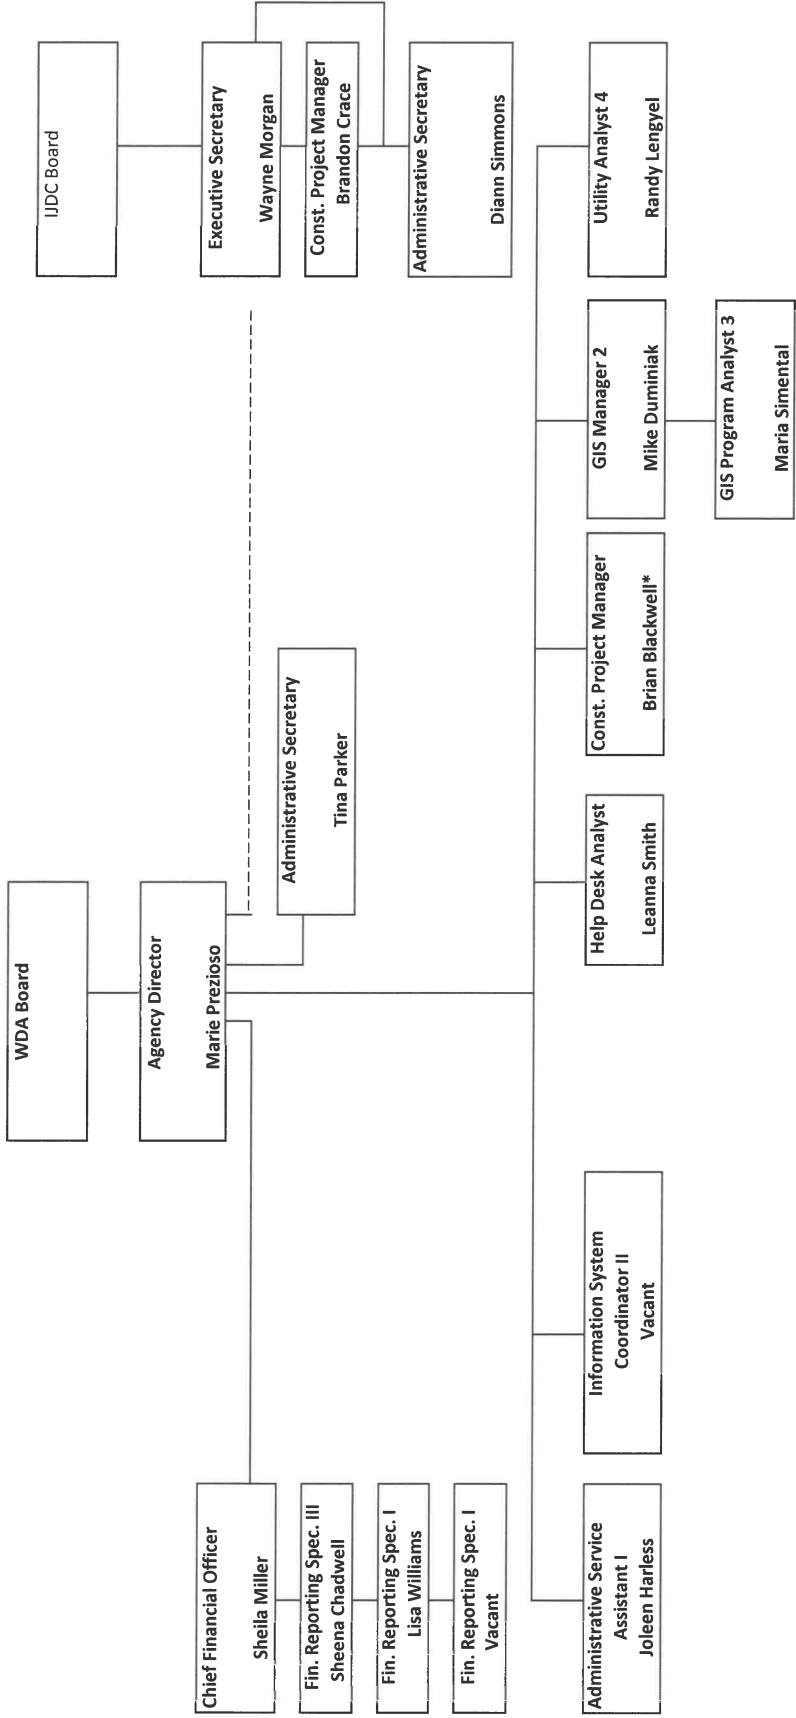 WDA Board
IJDC Board
Agency Director
Marie Prezioso
Executive Secretary
Wayne Morgan
Const. Project Manager
Brandon Crace
Administrative Secretary
Diann Simmons
Administrative Secretary
Tina Parker
Chief Financial Officer
Sheila Miller
Fin. Reporting Spec. III
Sheena Chadwell
Fin. Reporting Spec. I
Lisa Williams
Fin. Reporting Spec. I
Vacant
Administrative Service
Assistant I
Joleen Harless
Information System
Coordinator II
Vacant
Help Desk Analyst
Leanna Smith
Const. Project Manager
Brian Blackwell*
GIS Manager 2
Mike Duminiak
Utility Analyst 4
Randy Lengyel
GIS Program Analyst 3
Maria Simental